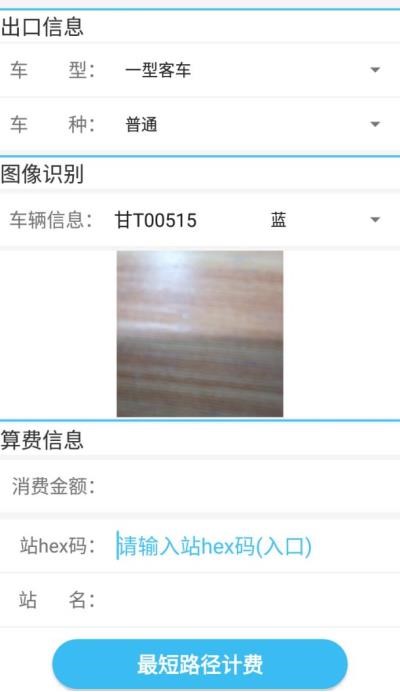 出口信息
车 型： 一型客车
车 种： 普通
图像识别
车辆信息： 甘T00515 蓝
算费信息
消费金额：
站hex码： 请输入站hex码(入口)
站 名：
最短路径计费